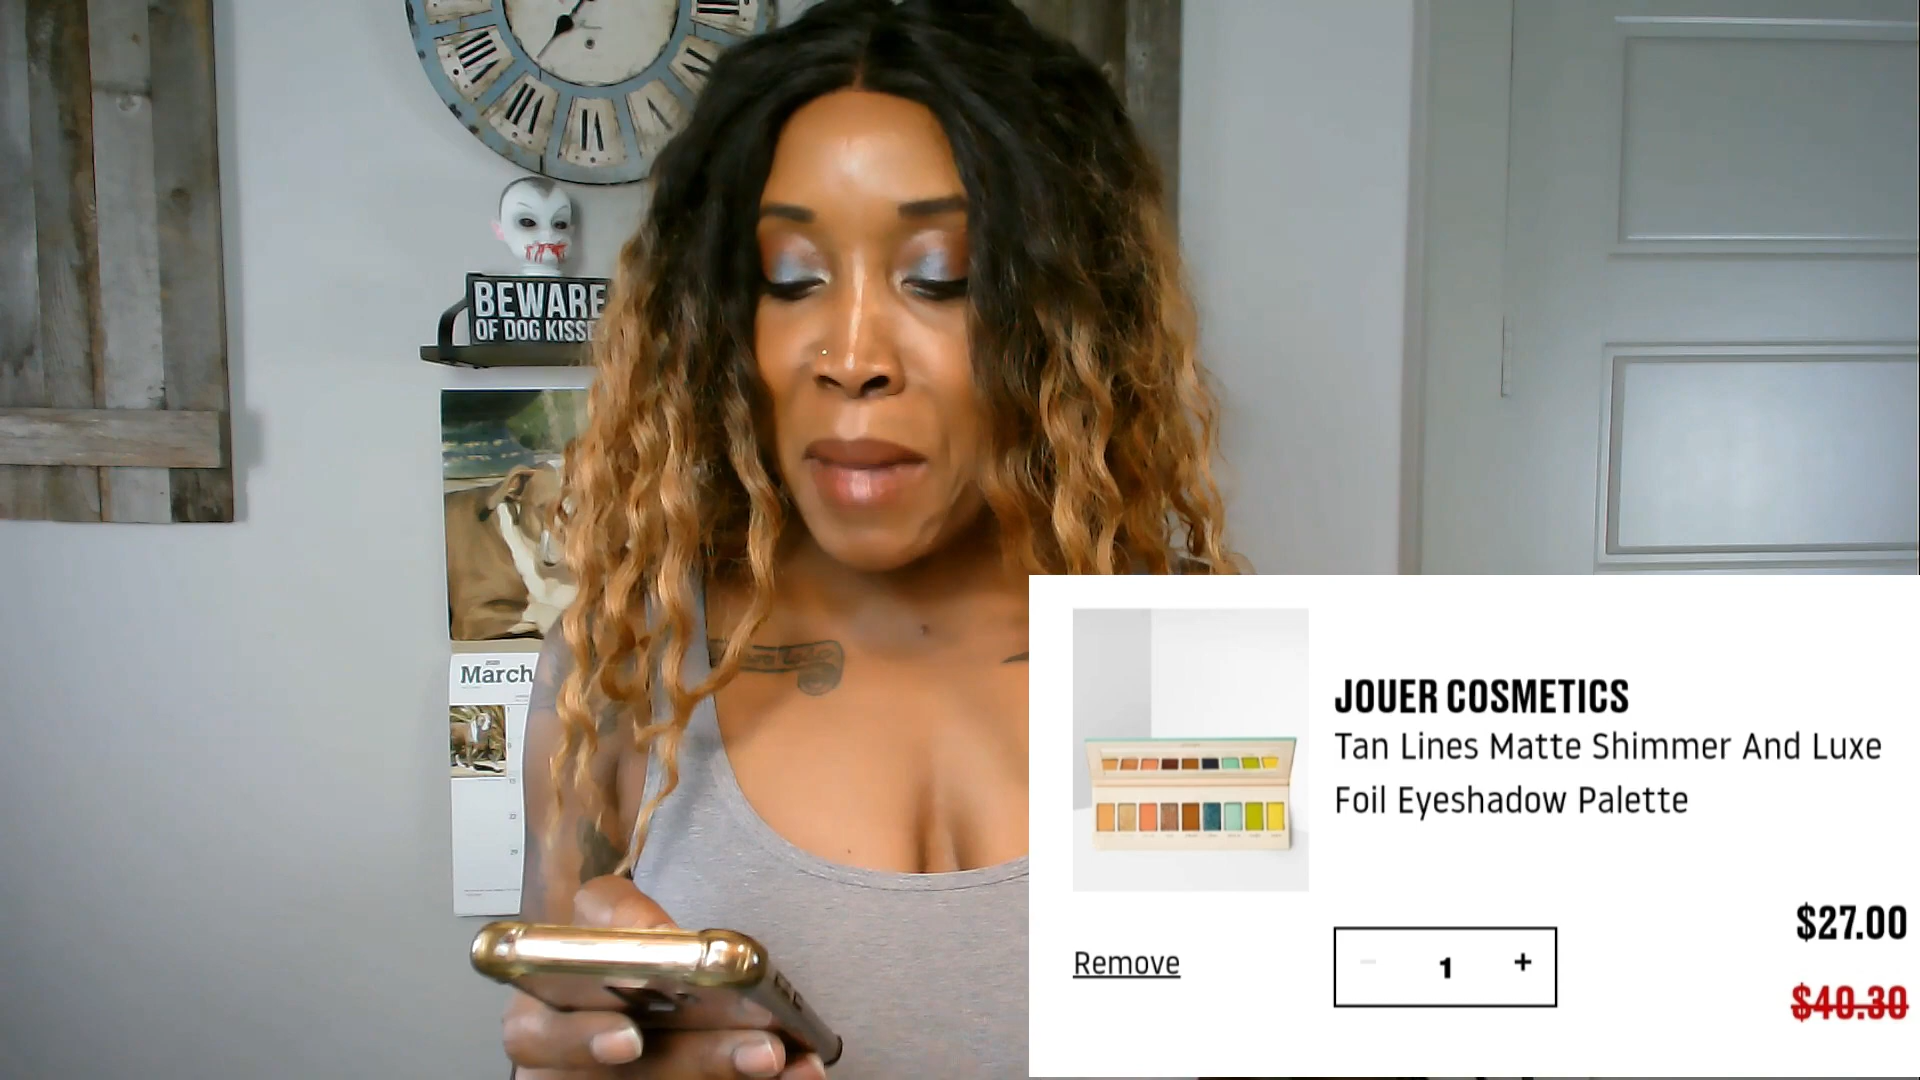 BEWARE
OF DOG KISSE
2020
March
JOUER COSMETICS
Tan Lines Matte Shimmer And Luxe
Foil Eyeshadow Palette
$27.00
Remove
- 1 +
$40.30